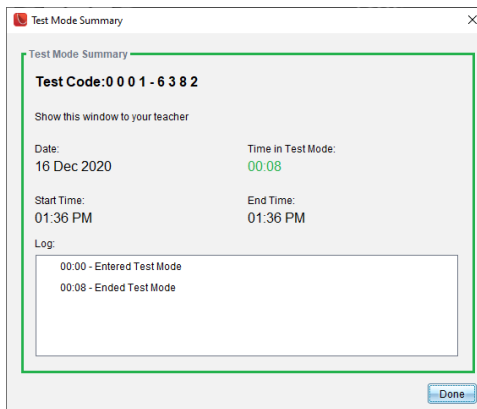 Test Mode Summary
Test Mode Summary
Test Code:0 0 0 1 - 6 3 8 2
Show this window to your teacher
Date:
Time in Test Mode:
16 Dec 2020
00:08
Start Time:
End Time:
01:36 PM
01:36 PM
Log:
00:00 - Entered Test Mode
00:08 - Ended Test Mode
Done